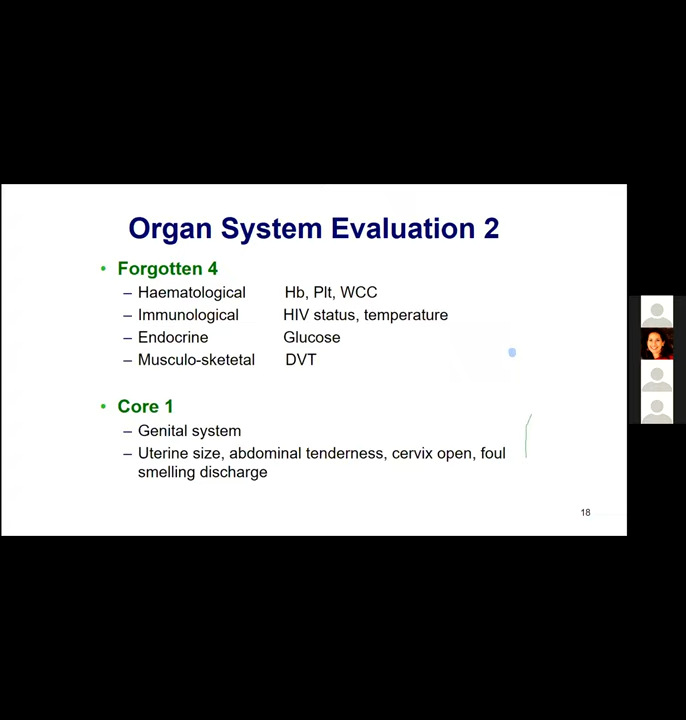 Organ System Evaluation 2
• Forgotten 4
– Haematological Hb, Plt, WCC
– Immunological HIV status, temperature
– Endocrine Glucose
– Musculo-sketetal DVT
• Core 1
– Genital system
– Uterine size, abdominal tenderness, cervix open, foul
smelling discharge
18